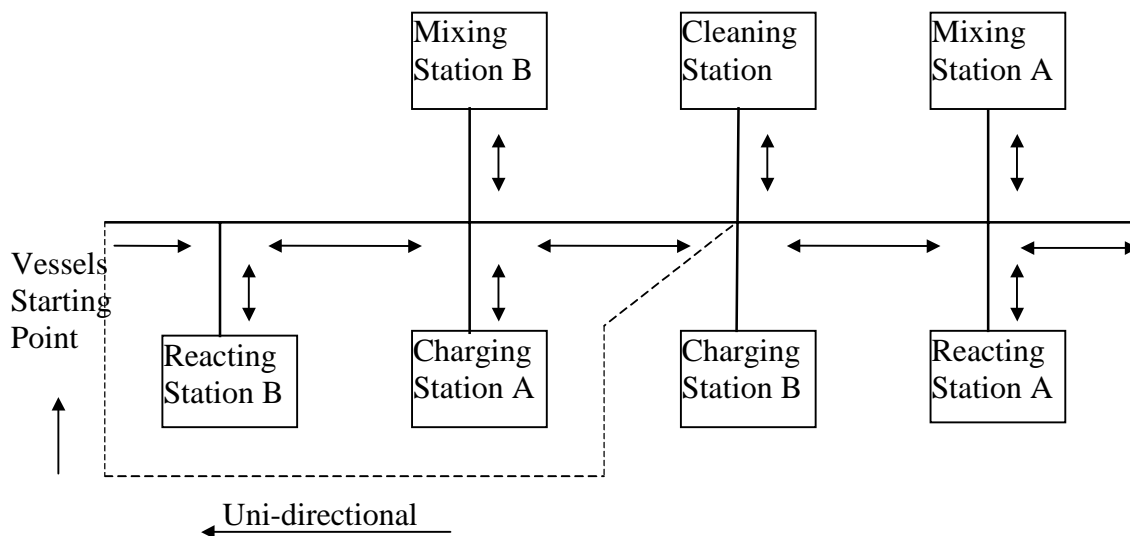 Mixing
Station B
Cleaning
Station
Mixing
Station A
Vessels
Starting
Point
Reacting
Station B
Charging
Station A
Charging
Station B
Reacting
Station A
Uni-directional